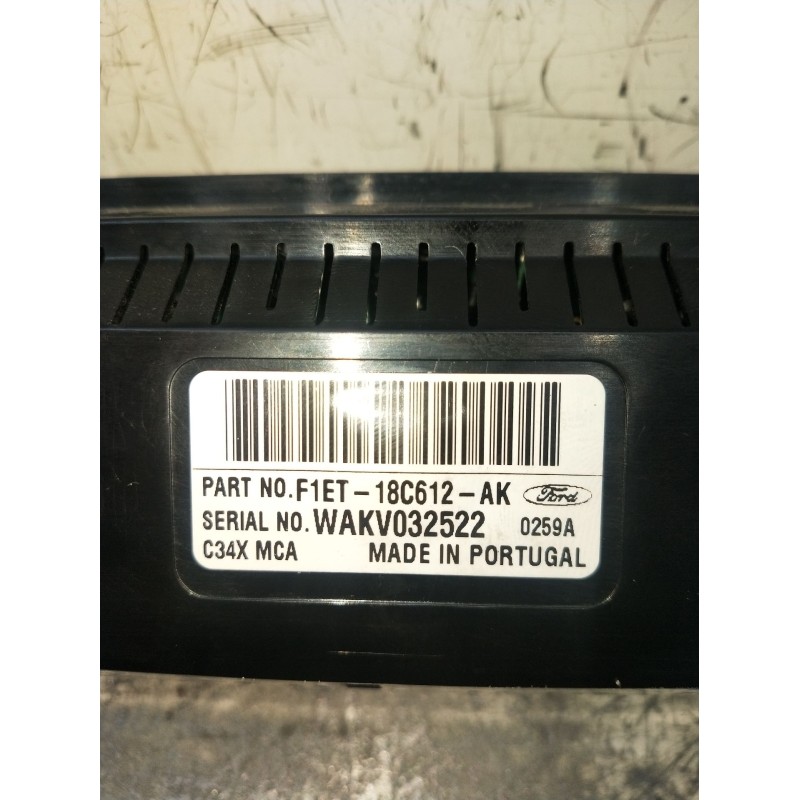 PART NO. F1ET-18C612-AK Ford
SERIAL NO. WAKV032522 0259A
C34X MCA MADE IN PORTUGAL